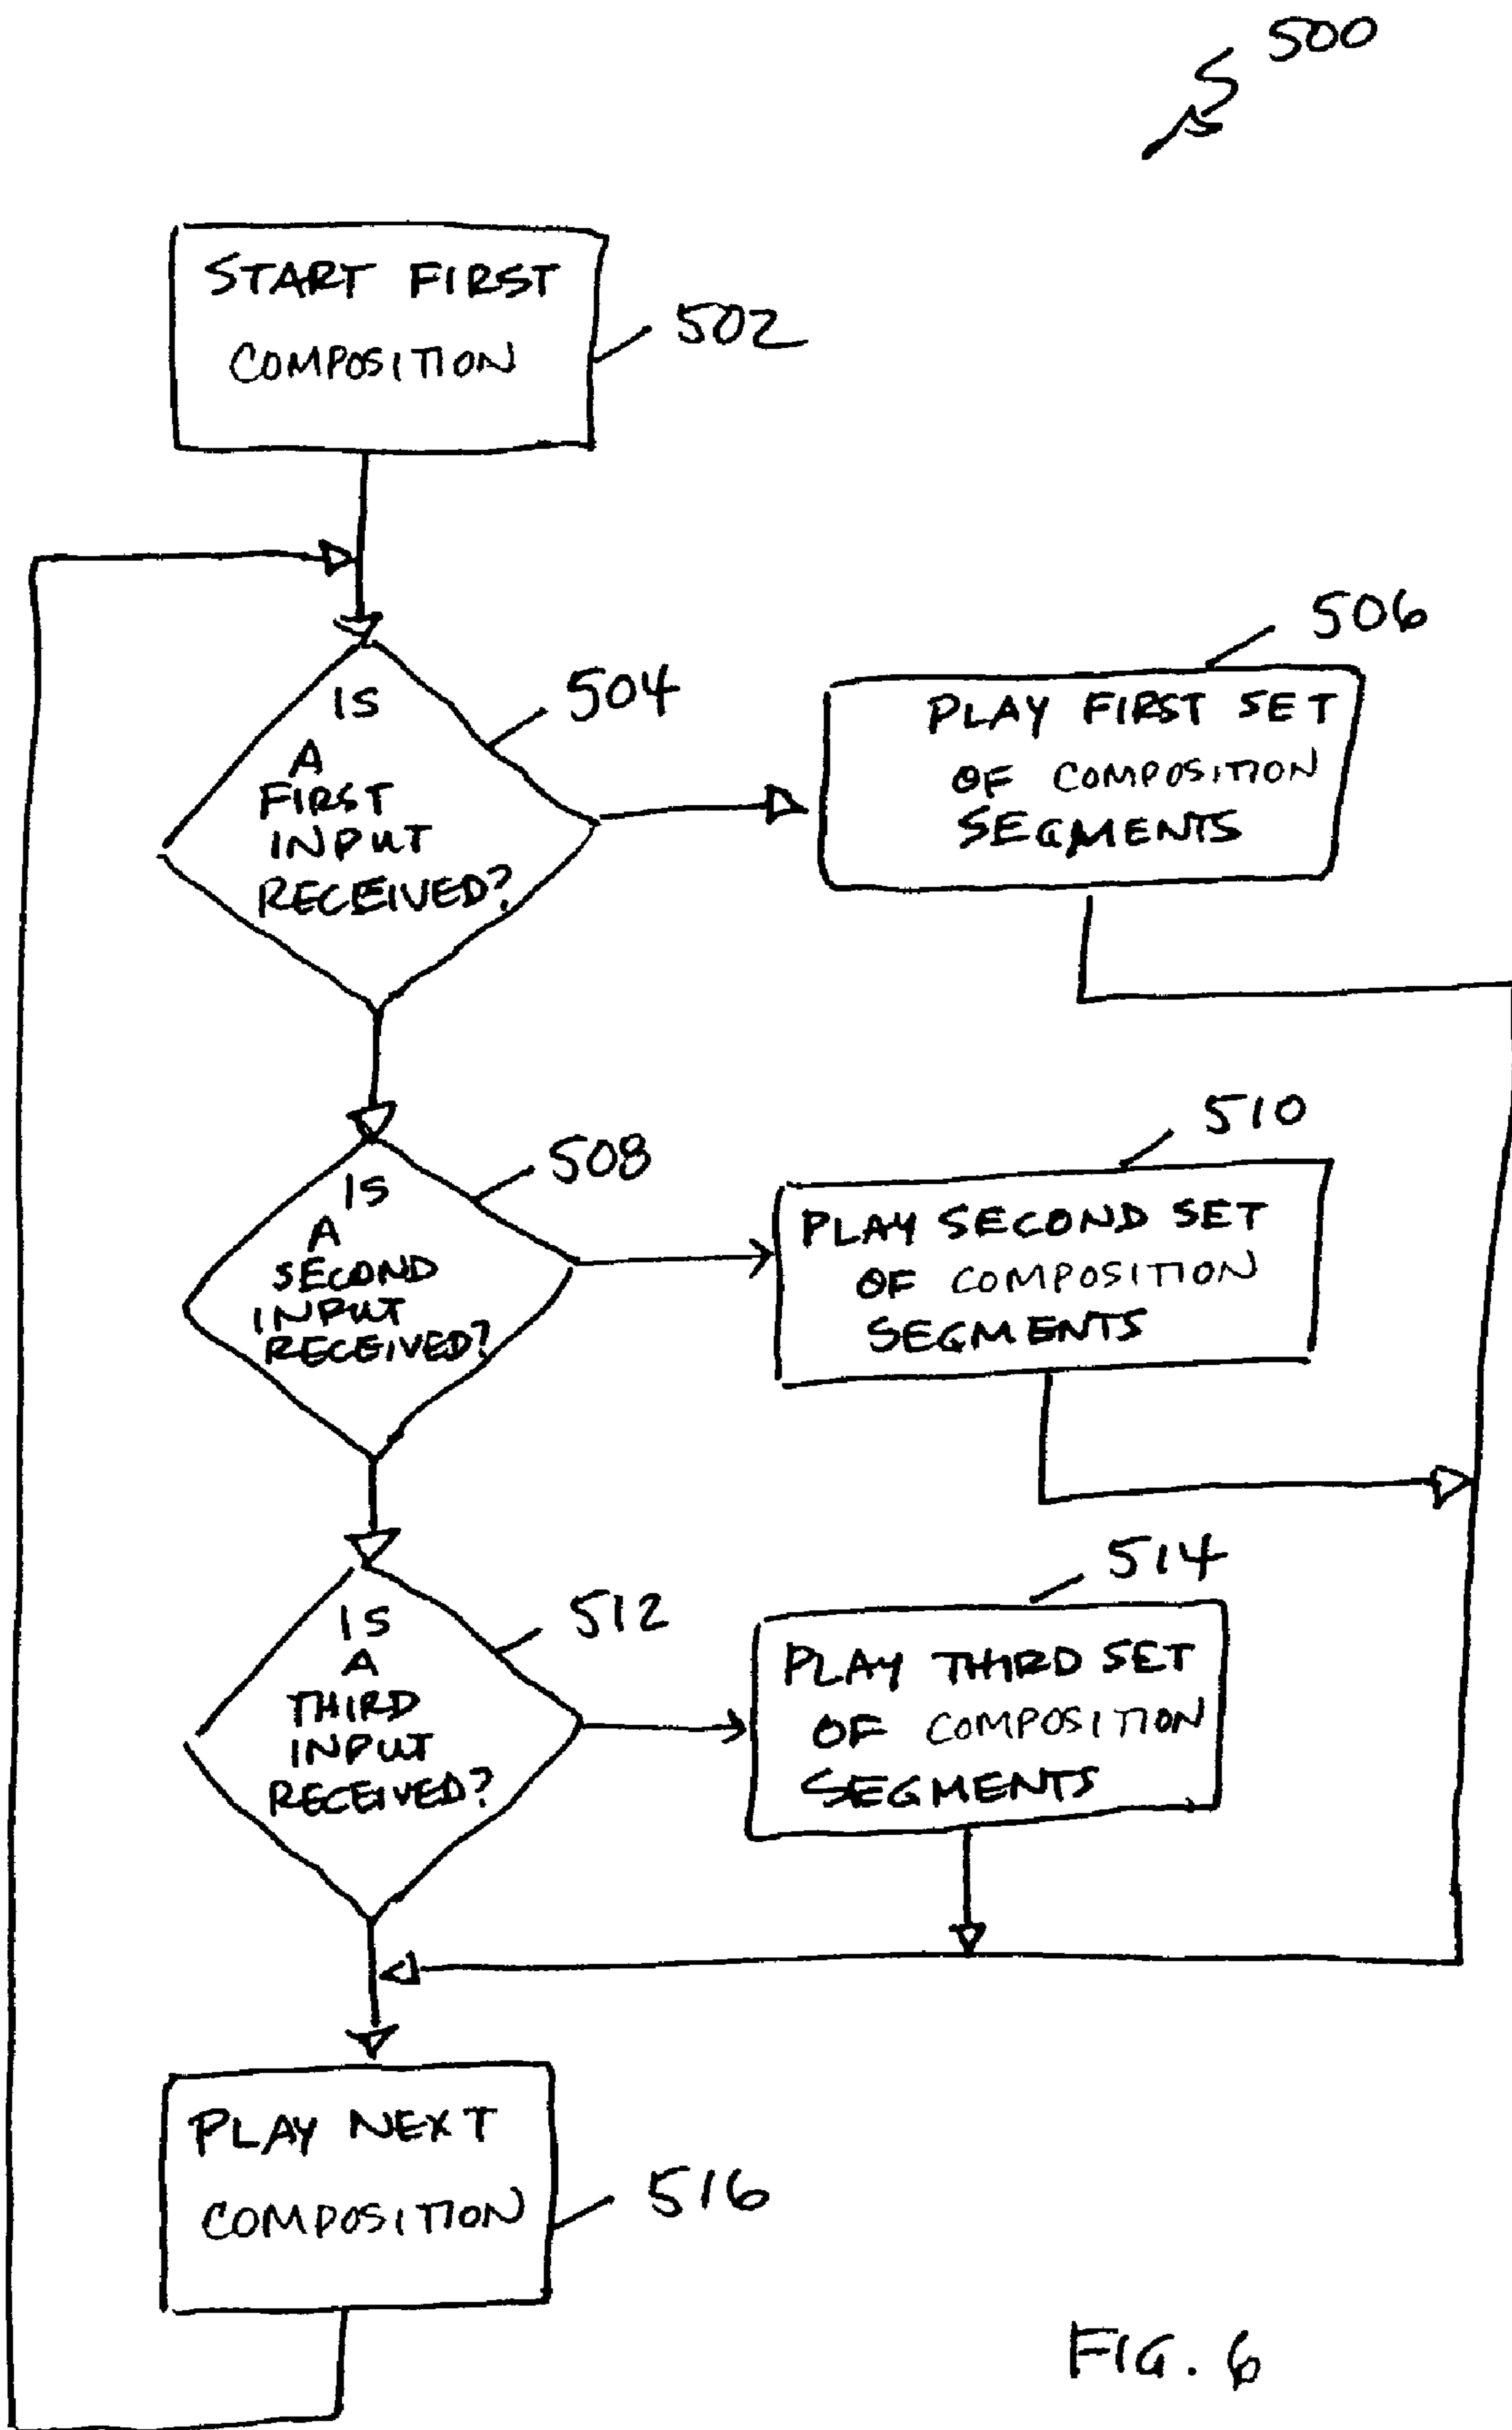 500
START FIRST
COMPOSITION
502
IS
A
FIRST
INPUT
RECEIVED?
504
506
PLAY FIRST SET
OF COMPOSITION
SEGMENTS
IS
A
SECOND
INPUT
RECEIVED?
508
510
PLAY SECOND SET
OF COMPOSITION
SEGMENTS
IS
A
THIRD
INPUT
RECEIVED?
512
514
PLAY THIRD SET
OF COMPOSITION
SEGMENTS
PLAY NEXT
COMPOSITION
516
FIG. 6